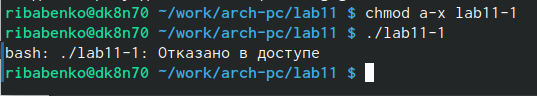 ribabenko@dk8n70 ~/work/arch-pc/lab11 $ chmod a-x lab11-1
ribabenko@dk8n70 ~/work/arch-pc/lab11 $ ./lab11-1
bash: ./lab11-1: Отказано в доступе
ribabenko@dk8n70 ~/work/arch-pc/lab11 $